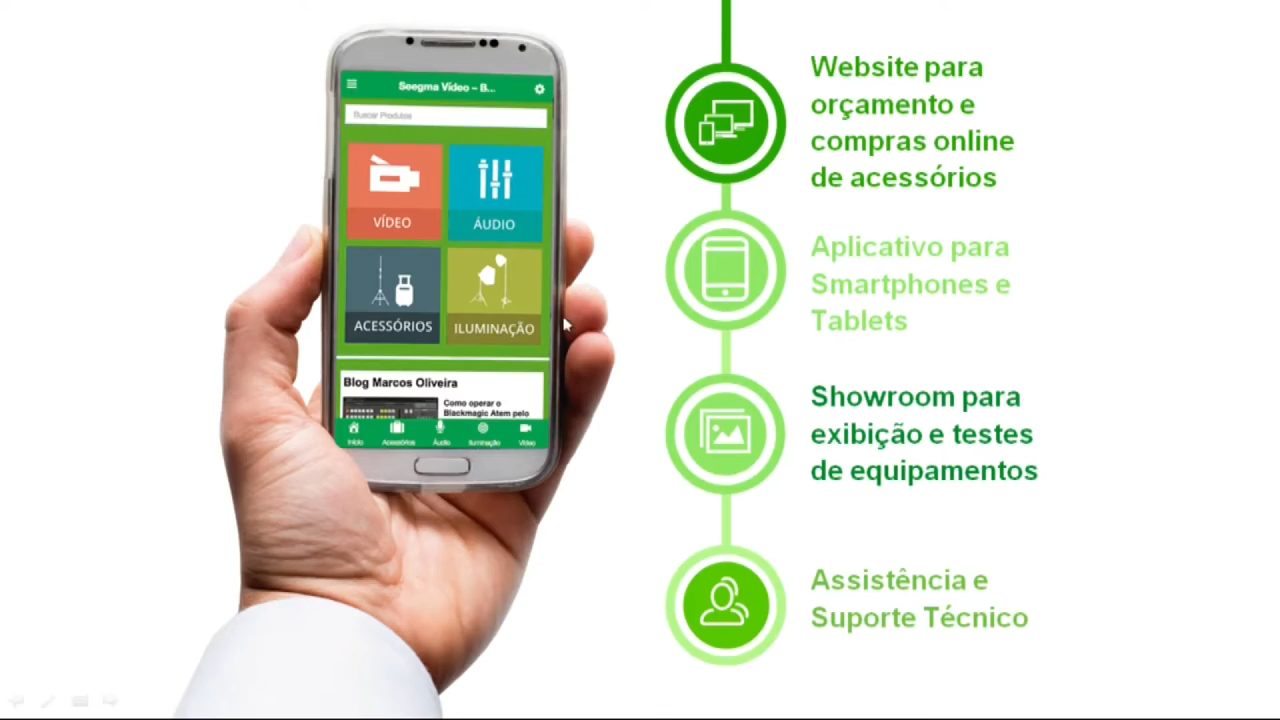 Seegma Vídeo – B...
Buscar Produtos
VÍDEO
ÁUDIO
ACESSÓRIOS
ILUMINAÇÃO
Blog Marcos Oliveira
Como operar o
Blackmagic Atem pelo
Início
Acessórios
Áudio
Iluminação
Vídeo
Website para
orçamento e
compras online
de acessórios
Aplicativo para
Smartphones e
Tablets
Showroom para
exibição e testes
de equipamentos
Assistência e
Suporte Técnico